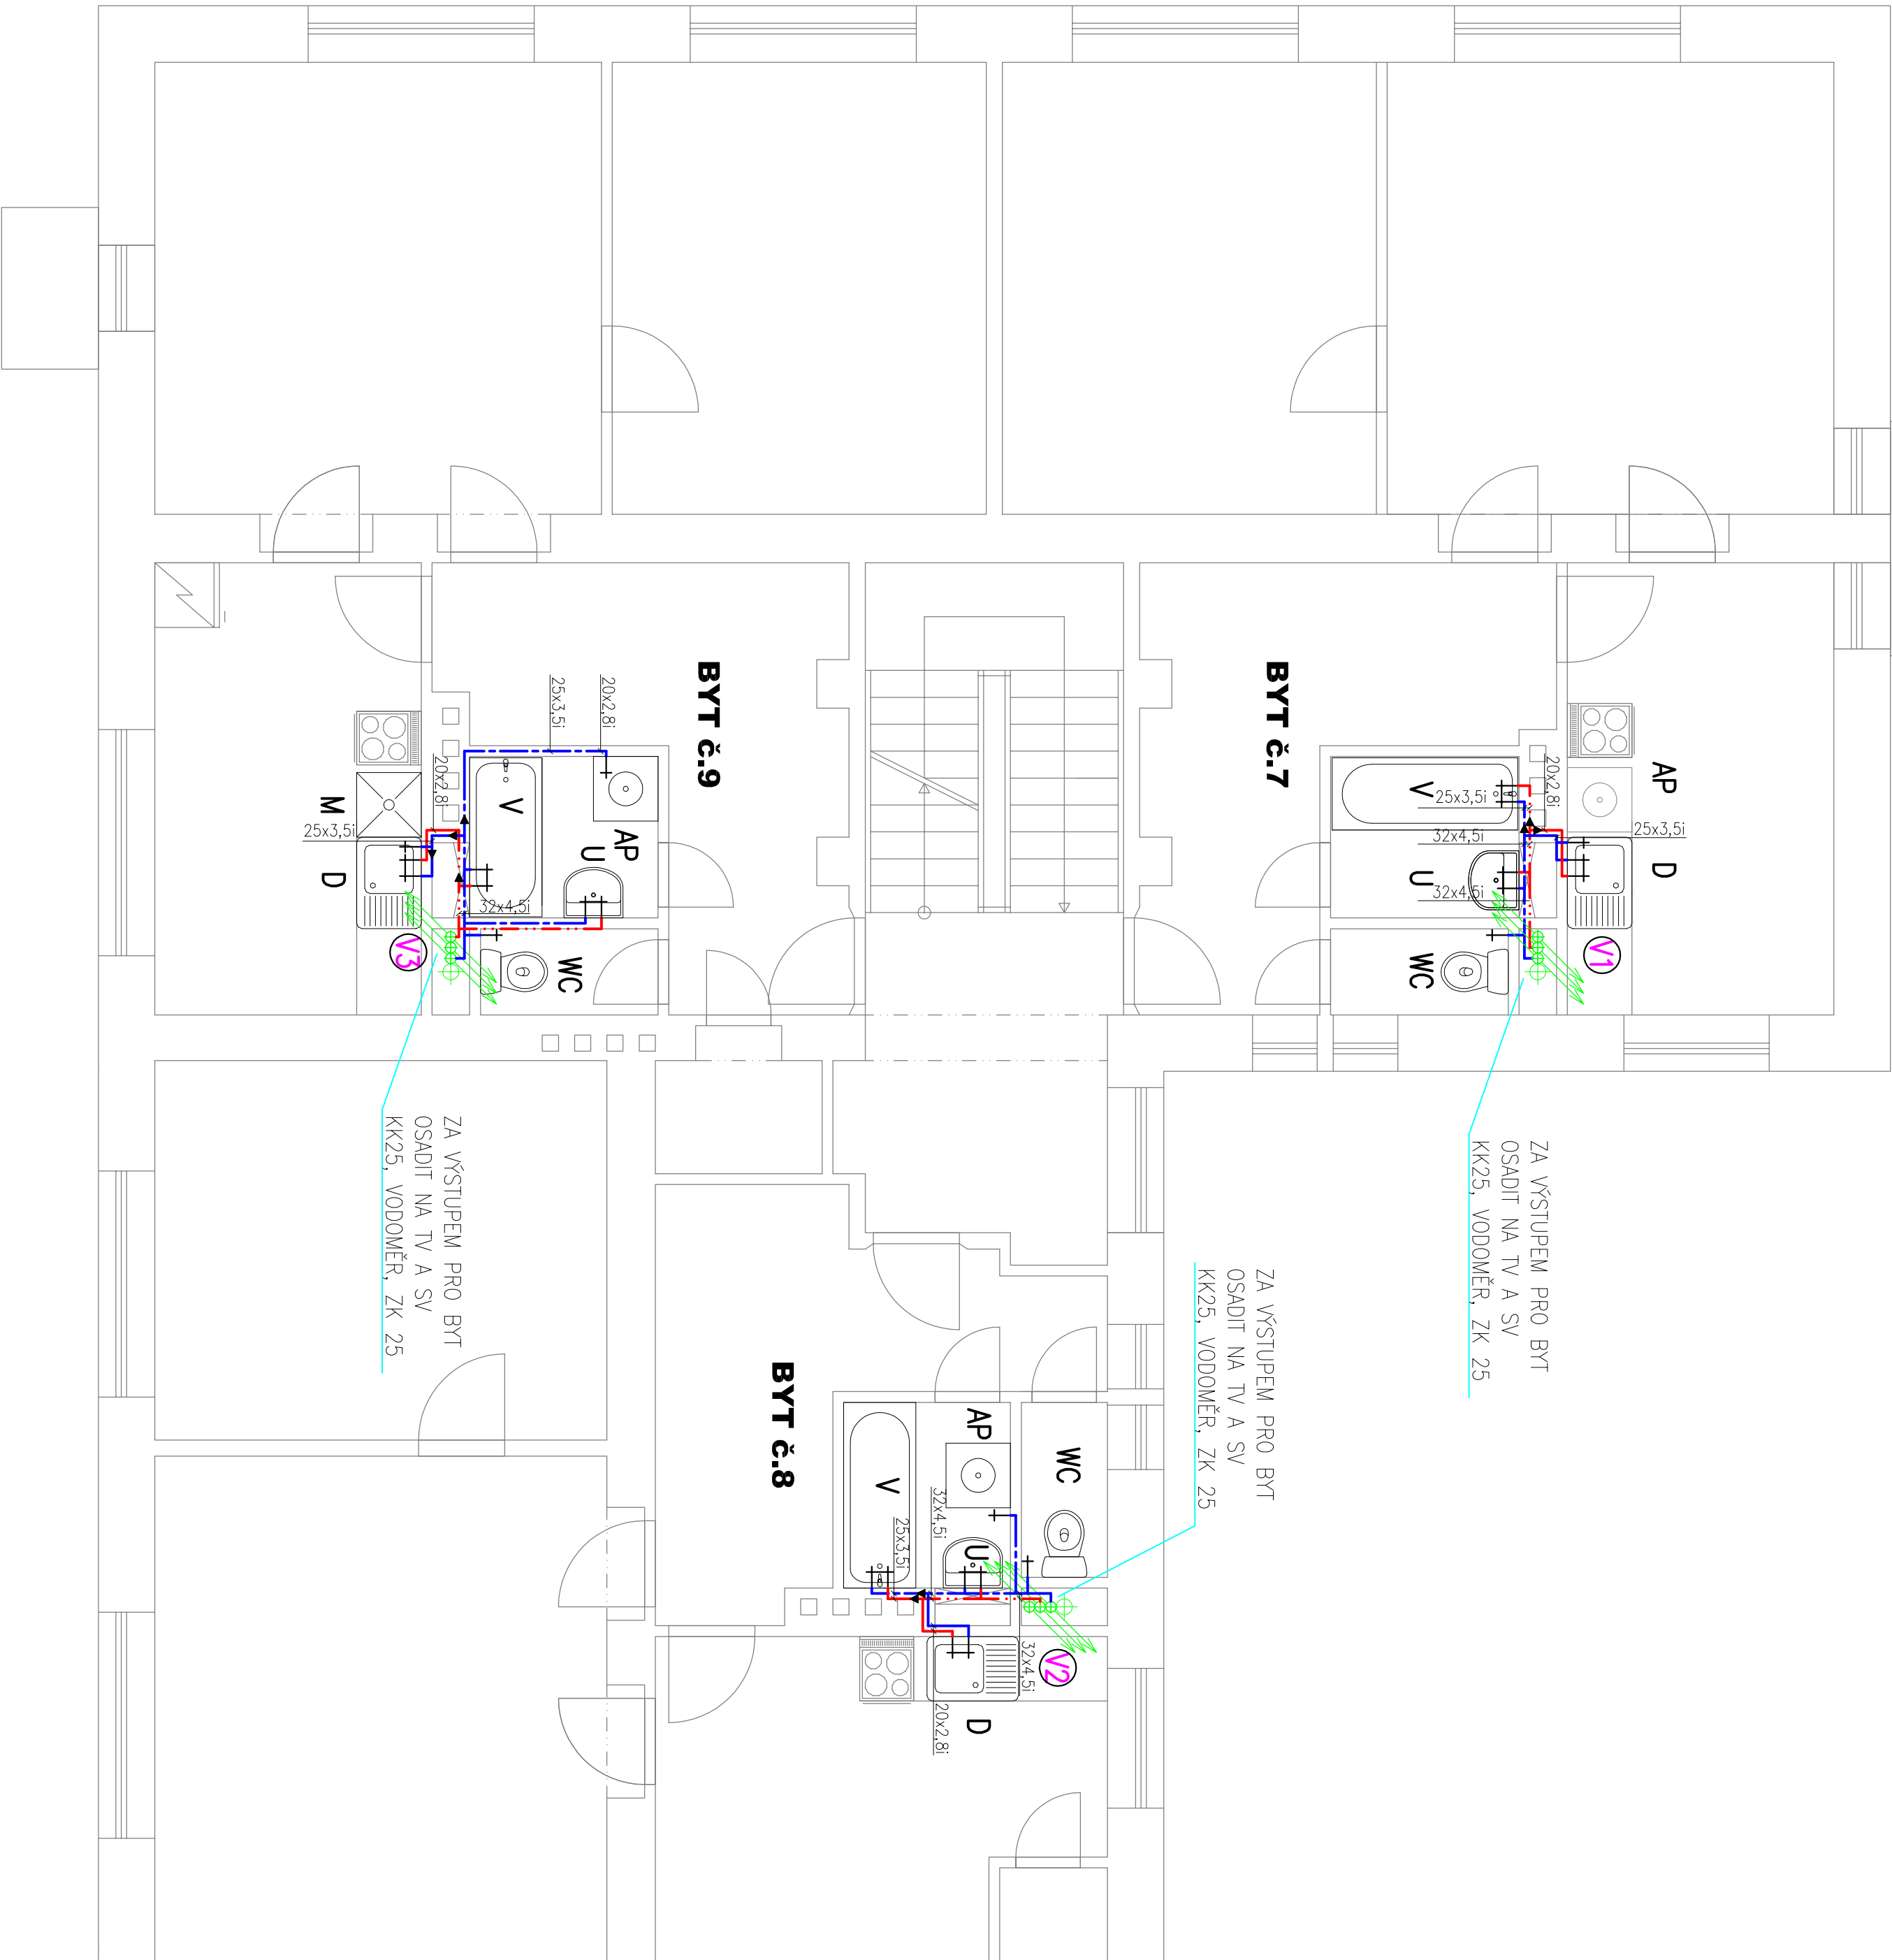 BYT č.9
BYT č.7
25x3,5i
20x2,8i
20x2,8i
V
AP
U
M
25x3,5i
D
32x4,5i
V3
WC
AP
20x2,8i
V
25x3,5i
25x3,5i
32x4,5i
D
U
32x4,5i
V1
WC
ZA VÝSTUPEM PRO BYT
OSADIT NA TV A SV
KK25, VODOMĚR, ZK 25
ZA VÝSTUPEM PRO BYT
OSADIT NA TV A SV
KK25, VODOMĚR, ZK 25
ZA VÝSTUPEM PRO BYT
OSADIT NA TV A SV
KK25, VODOMĚR, ZK 25
BYT č.8
AP
WC
V
32x4,5i
25x3,5i
U
32x4,5i
V2
D
20x2,8i